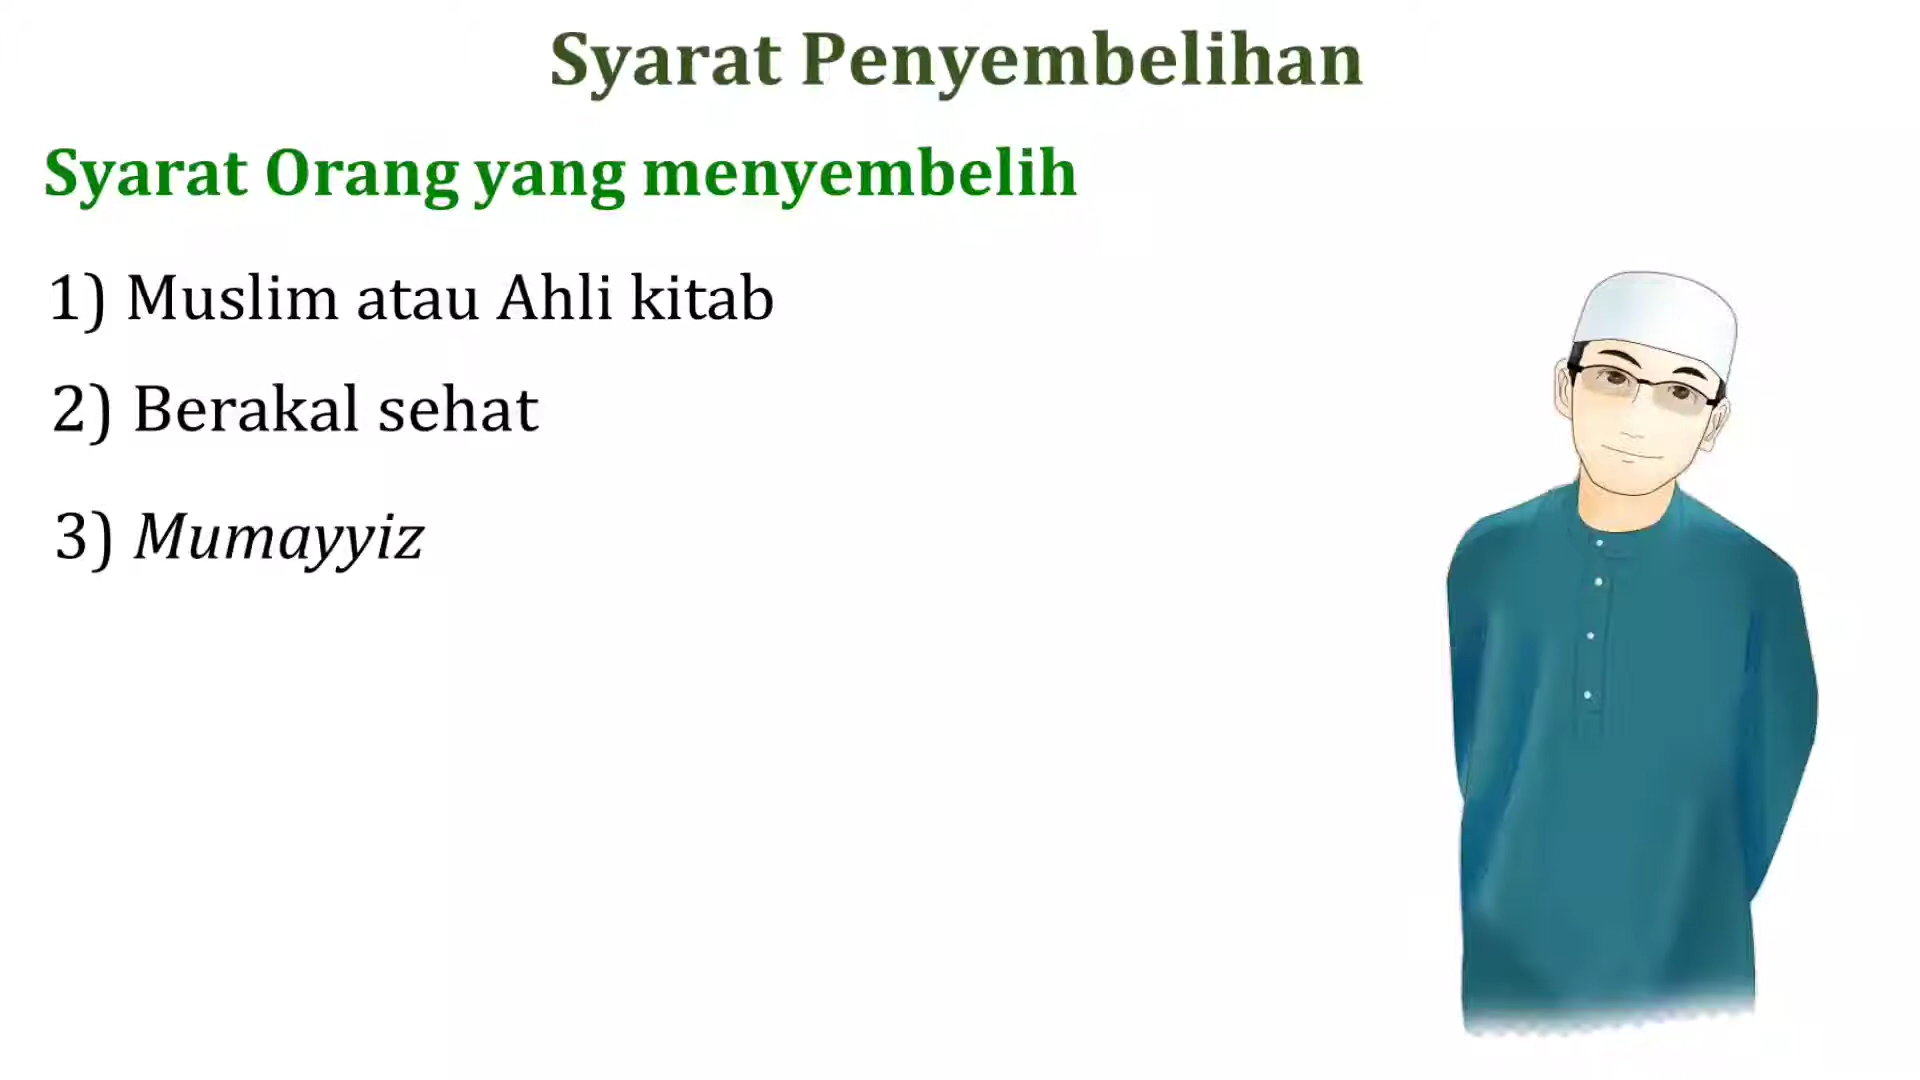 Syarat Penyembelihan
Syarat Orang yang menyembelih
1) Muslim atau Ahli kitab
2) Berakal sehat
3) Mumayyiz